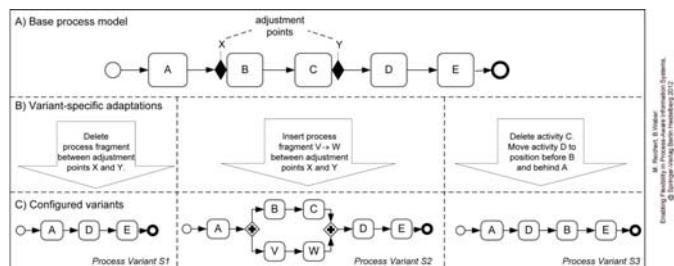 A) Base process model
adjustment
points
X
Y
A
B
C
D
E
B) Variant-specific adaptations
Delete
process fragment
between adjustment
points X and Y.
Insert process
fragment V→ W
between adjustment
points X and Y
Delete activity C.
Move activity D to
position before B
and behind A
C) Configured variants
A
D
E
Process Variant S1
A
B
C
V
W
D
E
Process Variant S2
A
D
B
E
Process Variant S3
M. Reichert, B.Weber:
Enabling Flexibility in Process-Aware Information Systems,
@ Springer-Verlag Berlin Heidelberg 2012